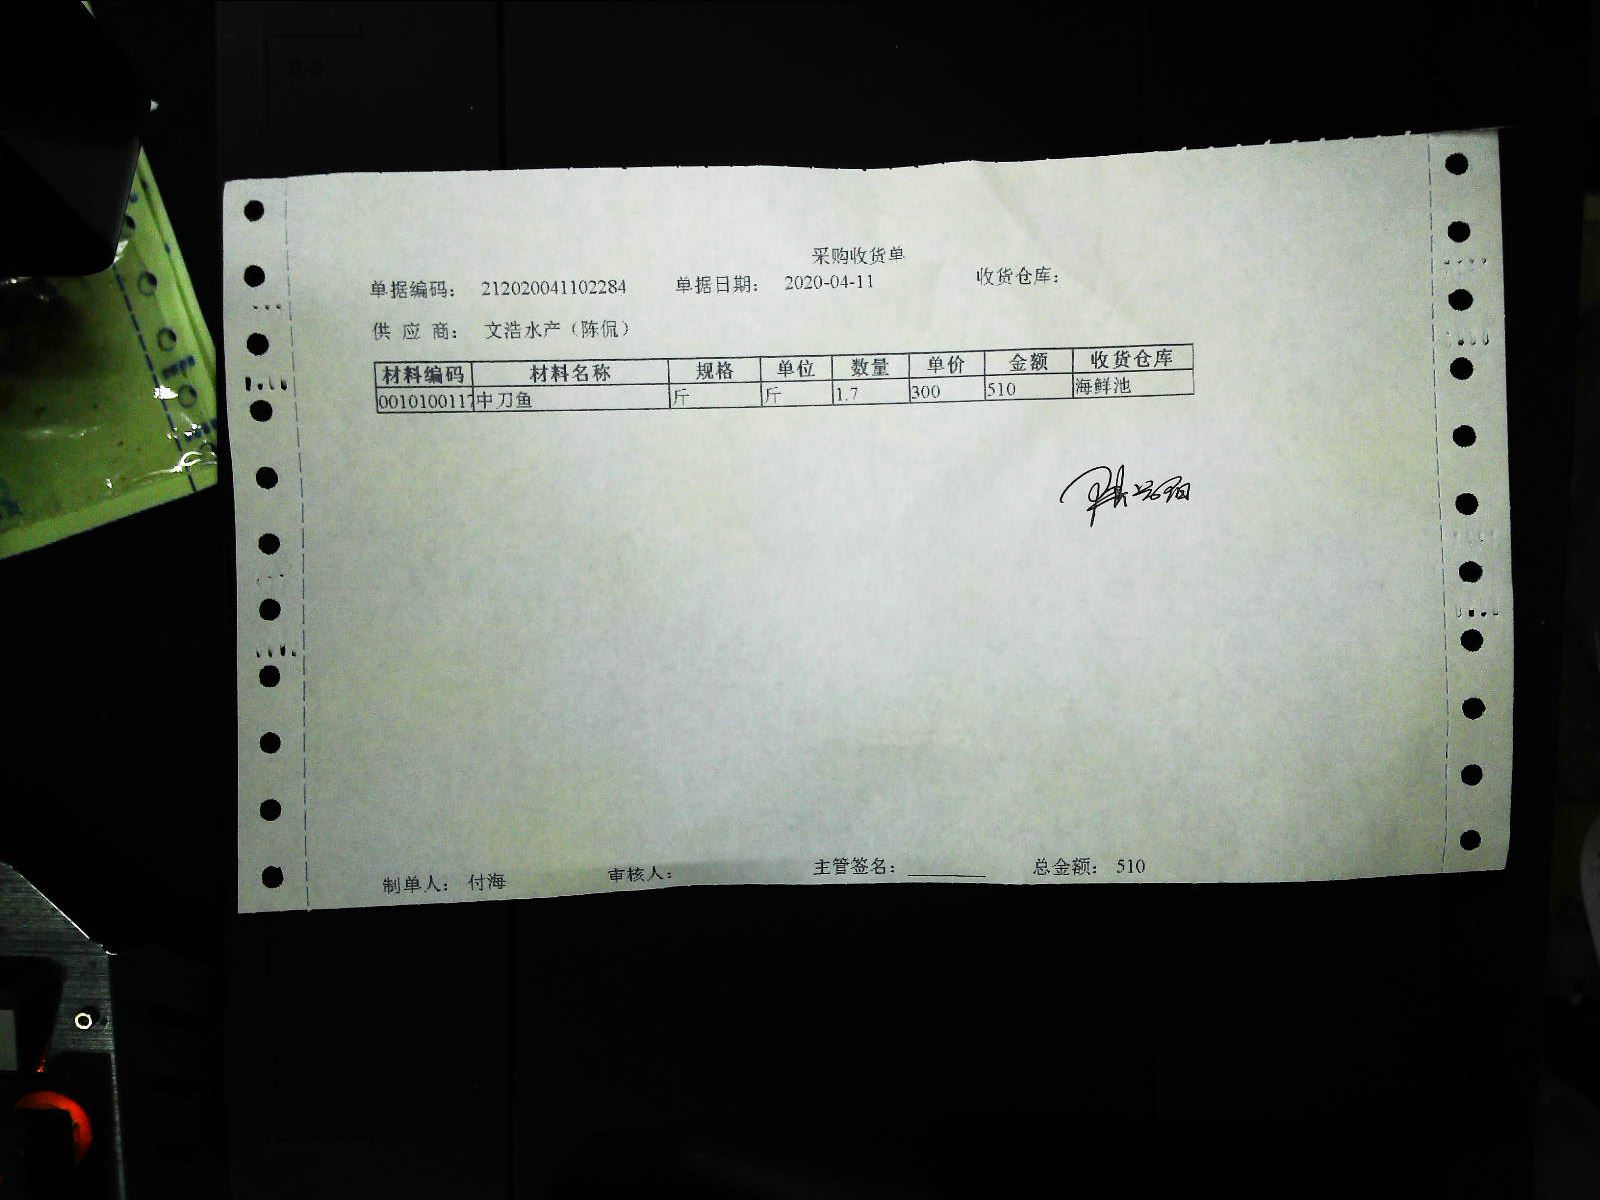 采购收货单
单据编码： 212020041102284 单据日期： 2020-04-11 收货仓库：
供 应 商： 文浩水产（陈侃）
材料编码 材料名称 规格 单位 数量 单价 金额 收货仓库
0010100117 中刀鱼 斤 斤 1.7 300 510 海鲜池
制单人： 付海 审核人： 主管签名： 总金额： 510